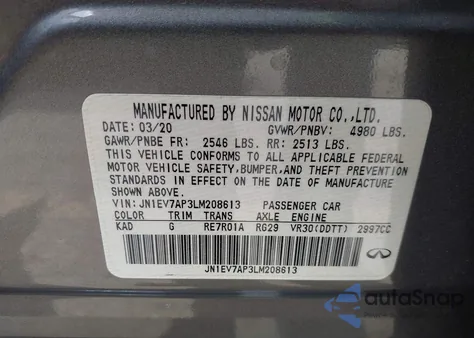 MANUFACTURED BY NISSAN MOTOR CO.,LTD.
DATE: 03/20 GVWR/PNBV: 4980 LBS.
GAWR/PNBE FR: 2546 LBS. RR: 2513 LBS.
THIS VEHICLE CONFORMS TO ALL APPLICABLE FEDERAL
MOTOR VEHICLE SAFETY,BUMPER,AND THEFT PREVENTION
STANDARDS IN EFFECT ON THE DATE OF MANUFACTURE
SHOWN ABOVE.
VIN: JN1EV7AP3LM208613 PASSENGER CAR
COLOR TRIM TRANS AXLE ENGINE
KAD G RE7R01A RG29 VR30(DDTT) 2997CC
JN1EV7AP3LM208613
autoSnap